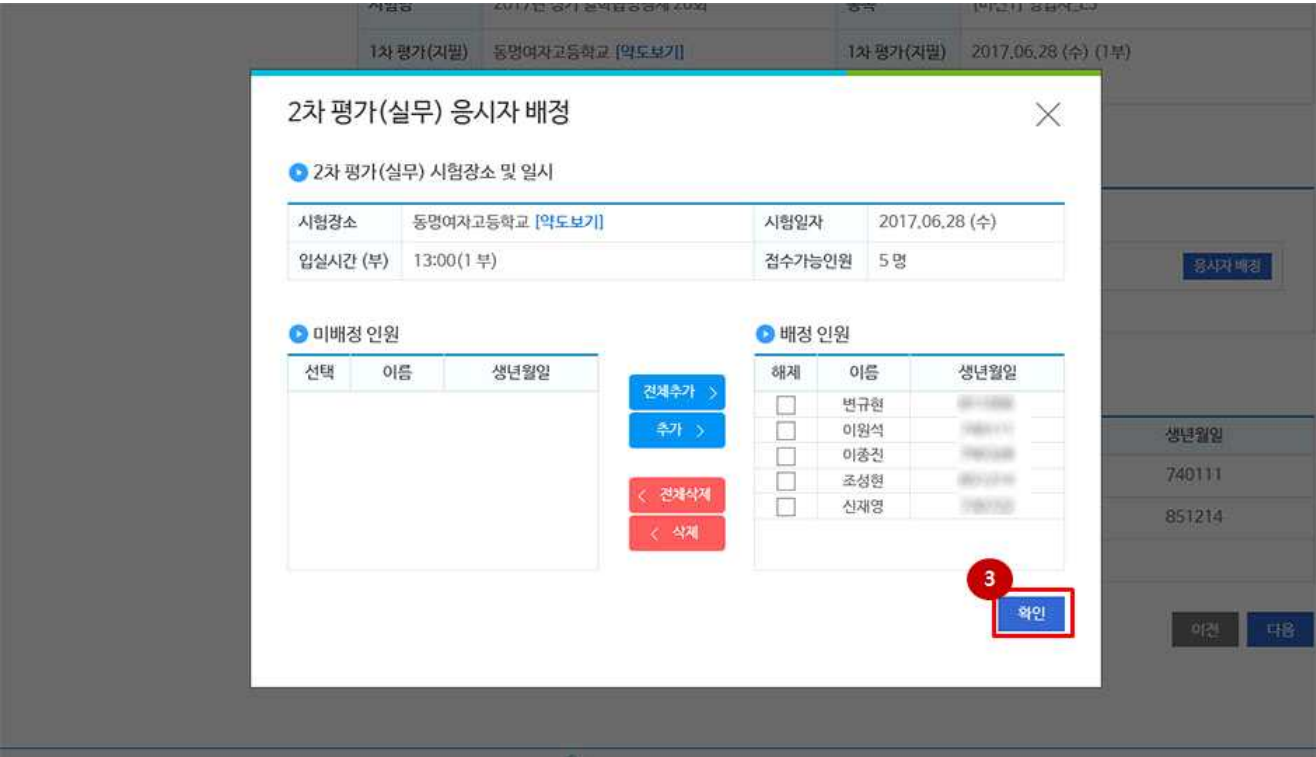 1차 평가(지필) 동명여자고등학교 [약도보기] 1차 평가(지필) 2017.06.28 (수) (1부)
2차 평가(실무) 응시자 배정
2차 평가(실무) 시험장소 및 일시
시험장소 동명여자고등학교 [약도보기] 시험일자 2017.06.28 (수)
입실시간 (부) 13:00(1 부) 접수가능인원 5 명
응시자 배정
미배정 인원 배정 인원
선택 이름 생년월일 해제 이름 생년월일
전체추가 >
변규현
추가 >
이원석
생년월일
이종진
740111
조성현
< 전체삭제
신재영
851214
< 삭제
3
확인
이전 다음